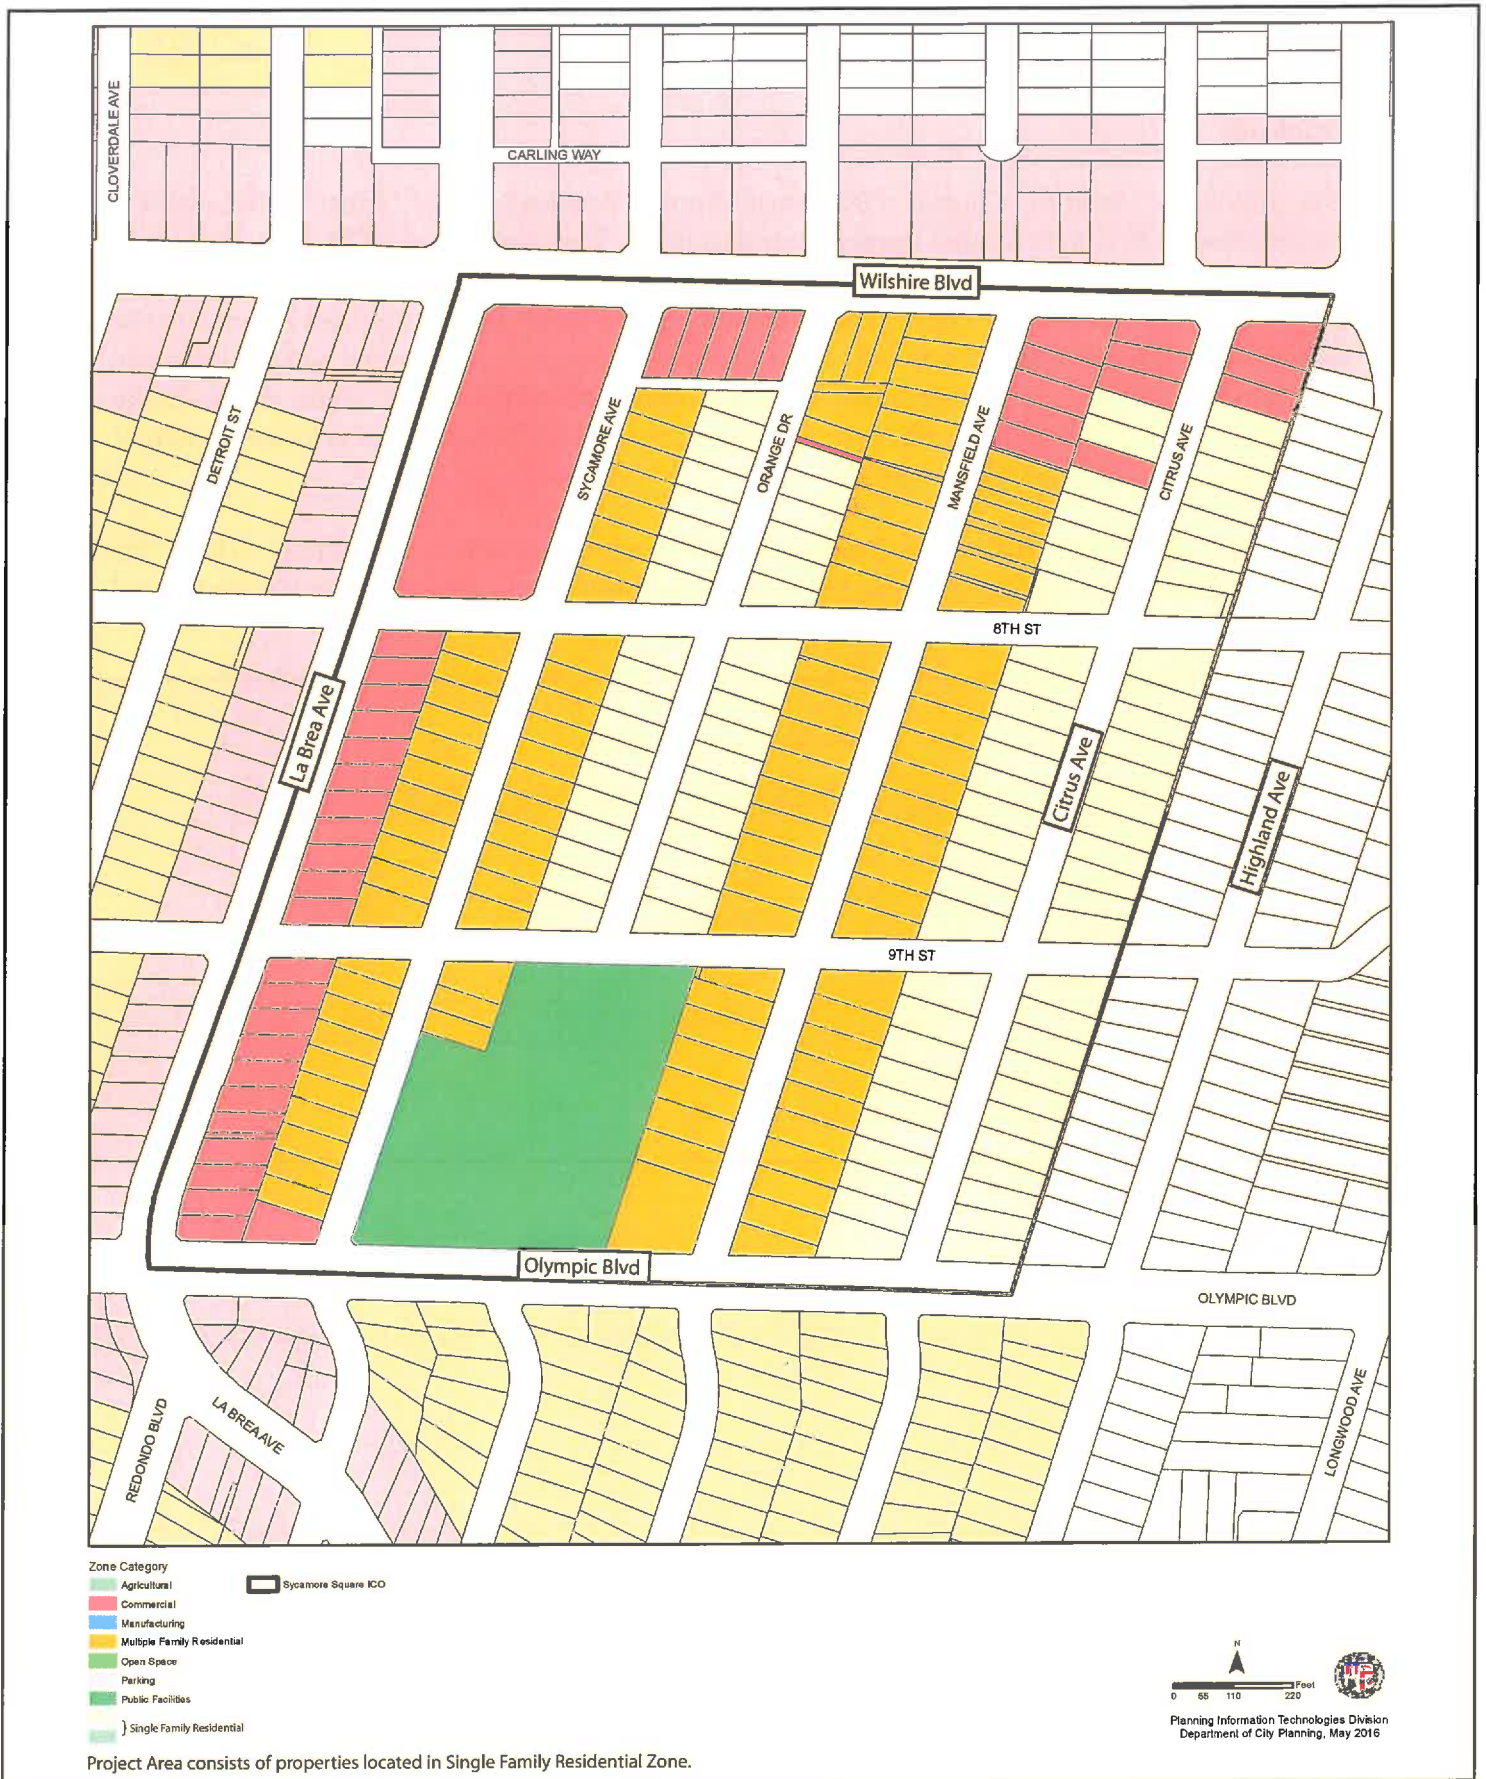 CLOVERDALE AVE
CARLING WAY
Wilshire Blvd
DETROIT ST
SYCAMORE AVE
ORANGE DR
MANSFIELD AVE
CITRUS AVE
8TH ST
La Brea Ave
Citrus Ave
Highland Ave
9TH ST
Olympic Blvd
OLYMPIC BLVD
REDONDO BLVD
LA BREA AVE
LONGWOOD AVE
Zone Category
Agricultural
Sycamore Square ICO
Commercial
Manufacturing
Multiple Family Residential
Open Space
Parking
Public Facilities
} Single Family Residential
N
Feet
0 55 110 220
Planning Information Technologies Division
Department of City Planning, May 2016
Project Area consists of properties located in Single Family Residential Zone.